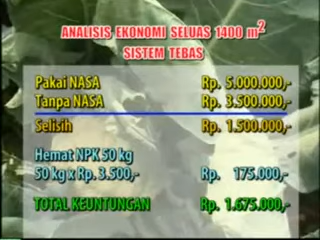 ANALISIS EKONOMI SELUAS 1400 m²
SISTEM TEBAS
Pakai NASA Rp. 5.000.000,-
Tanpa NASA Rp. 3.500.000,-
Selisih Rp. 1.500.000,-
Hemat NPK 50 kg
50 kg x Rp. 3.500,- Rp. 175.000,-
TOTAL KEUNTUNGAN Rp. 1.675.000,-